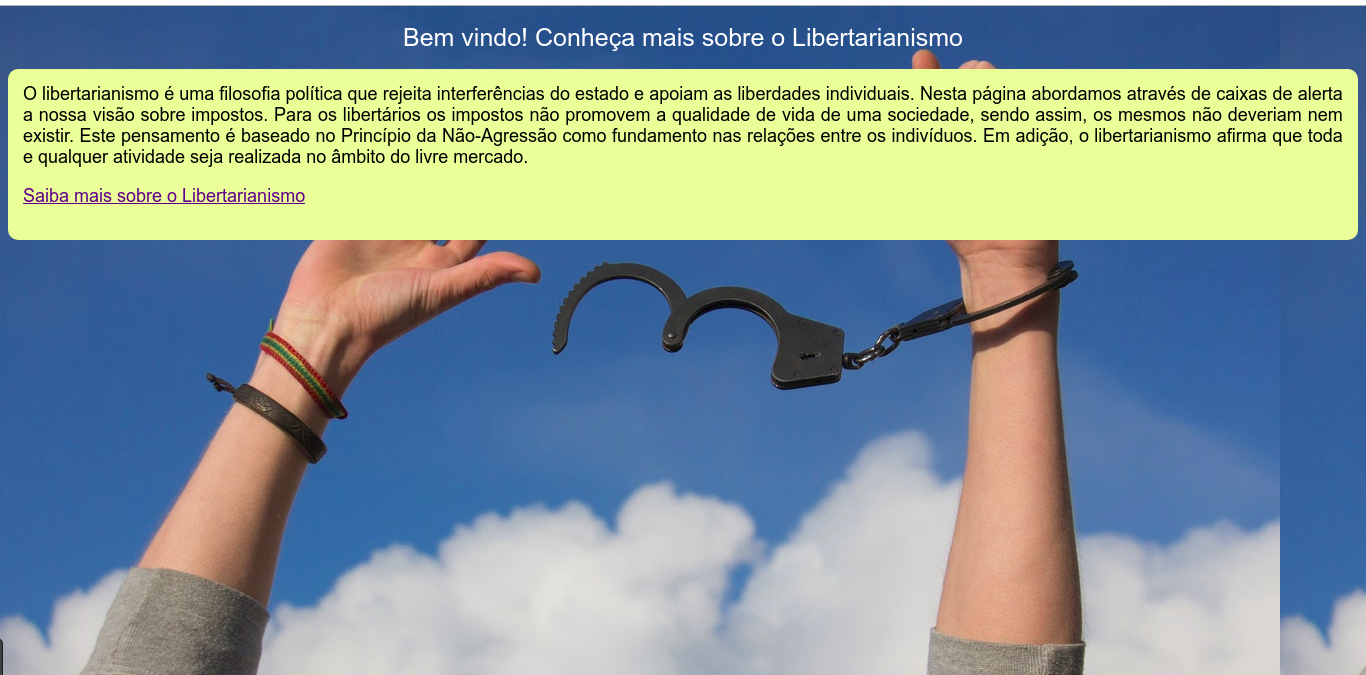 Bem vindo! Conheça mais sobre o Libertarianismo
O libertarianismo é uma filosofia política que rejeita interferências do estado e apoiam as liberdades individuais. Nesta página abordamos através de caixas de alerta
a nossa visão sobre impostos. Para os libertários os impostos não promovem a qualidade de vida de uma sociedade, sendo assim, os mesmos não deveriam nem
existir. Este pensamento é baseado no Princípio da Não-Agressão como fundamento nas relações entre os indivíduos. Em adição, o libertarianismo afirma que toda
e qualquer atividade seja realizada no âmbito do livre mercado.
Saiba mais sobre o Libertarianismo